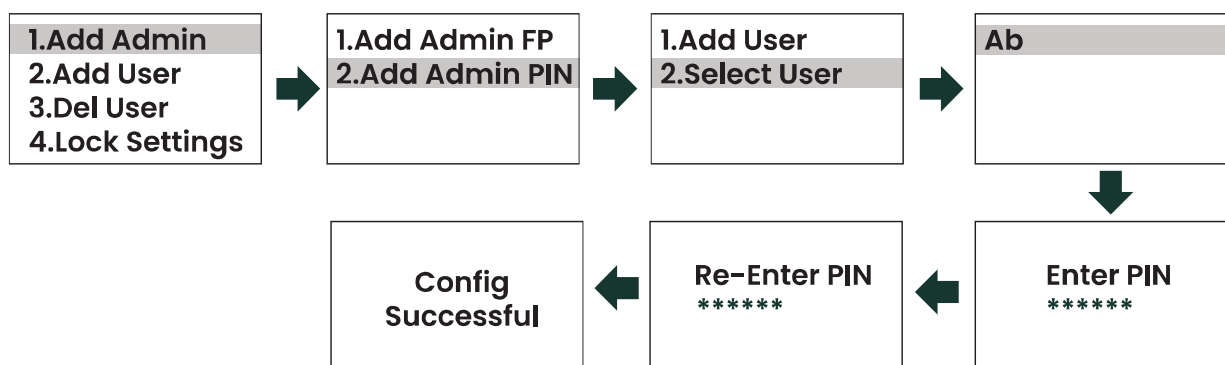 1.Add Admin
2.Add User
3.Del User
4.Lock Settings
1.Add Admin FP
2.Add Admin PIN
1.Add User
2.Select User
Ab
Enter PIN
******
Re-Enter PIN
******
Config
Successful